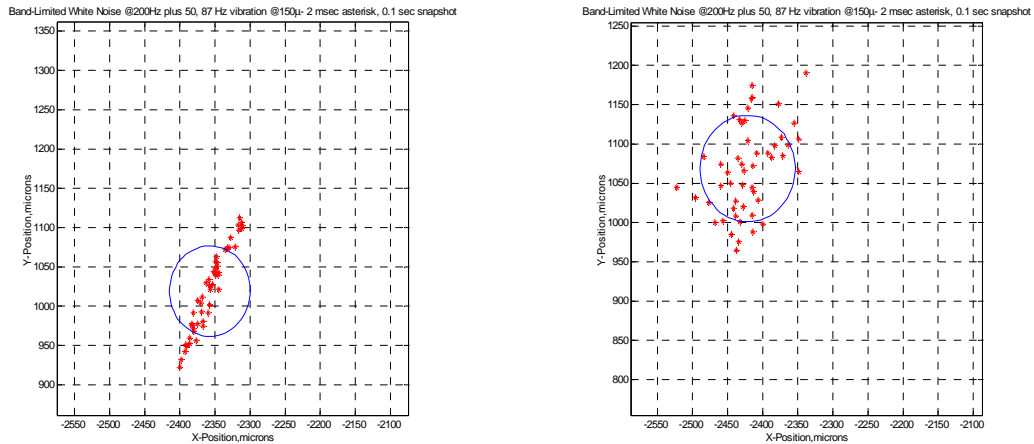 Band-Limited White Noise @200Hz plus 50, 87 Hz vibration @150μ- 2 msec asterisk, 0.1 sec snapshot
1350
1300
1250
1200
1150
1100
1050
1000
950
900
Y-Position,microns
-2400 -2350 -2300 -2250 -2200 -2150 -2100
X-Position,microns
Band-Limited White Noise @200Hz plus 50, 87 Hz vibration @150μ- 2 msec asterisk, 0.1 sec snapshot
1250
1200
1150
1100
1050
1000
950
900
850
800
Y-Position,microns
-2550 -2500 -2450 -2400 -2350 -2300 -2250 -2200 -2150 -2100
X-Position,microns